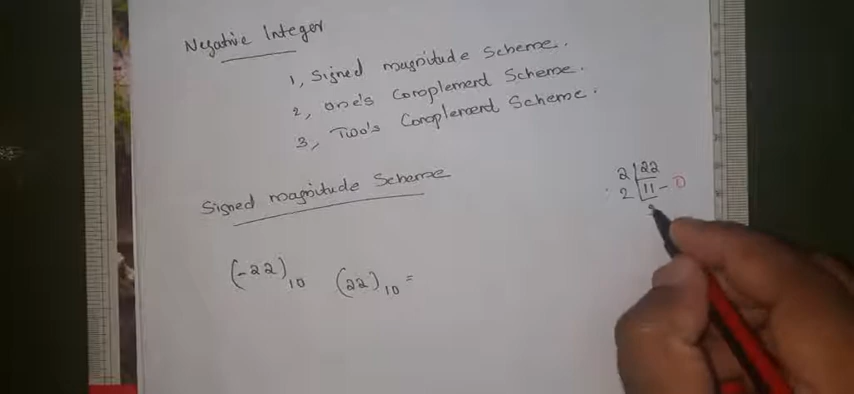 Negative Integer
1, Signed magnitude Scheme.
2, One's Complement Scheme.
3, Two's Complement Scheme.
Signed magnitude Scheme
2 | 22
2 | 11 - 0
(-22)10 (22)10 =